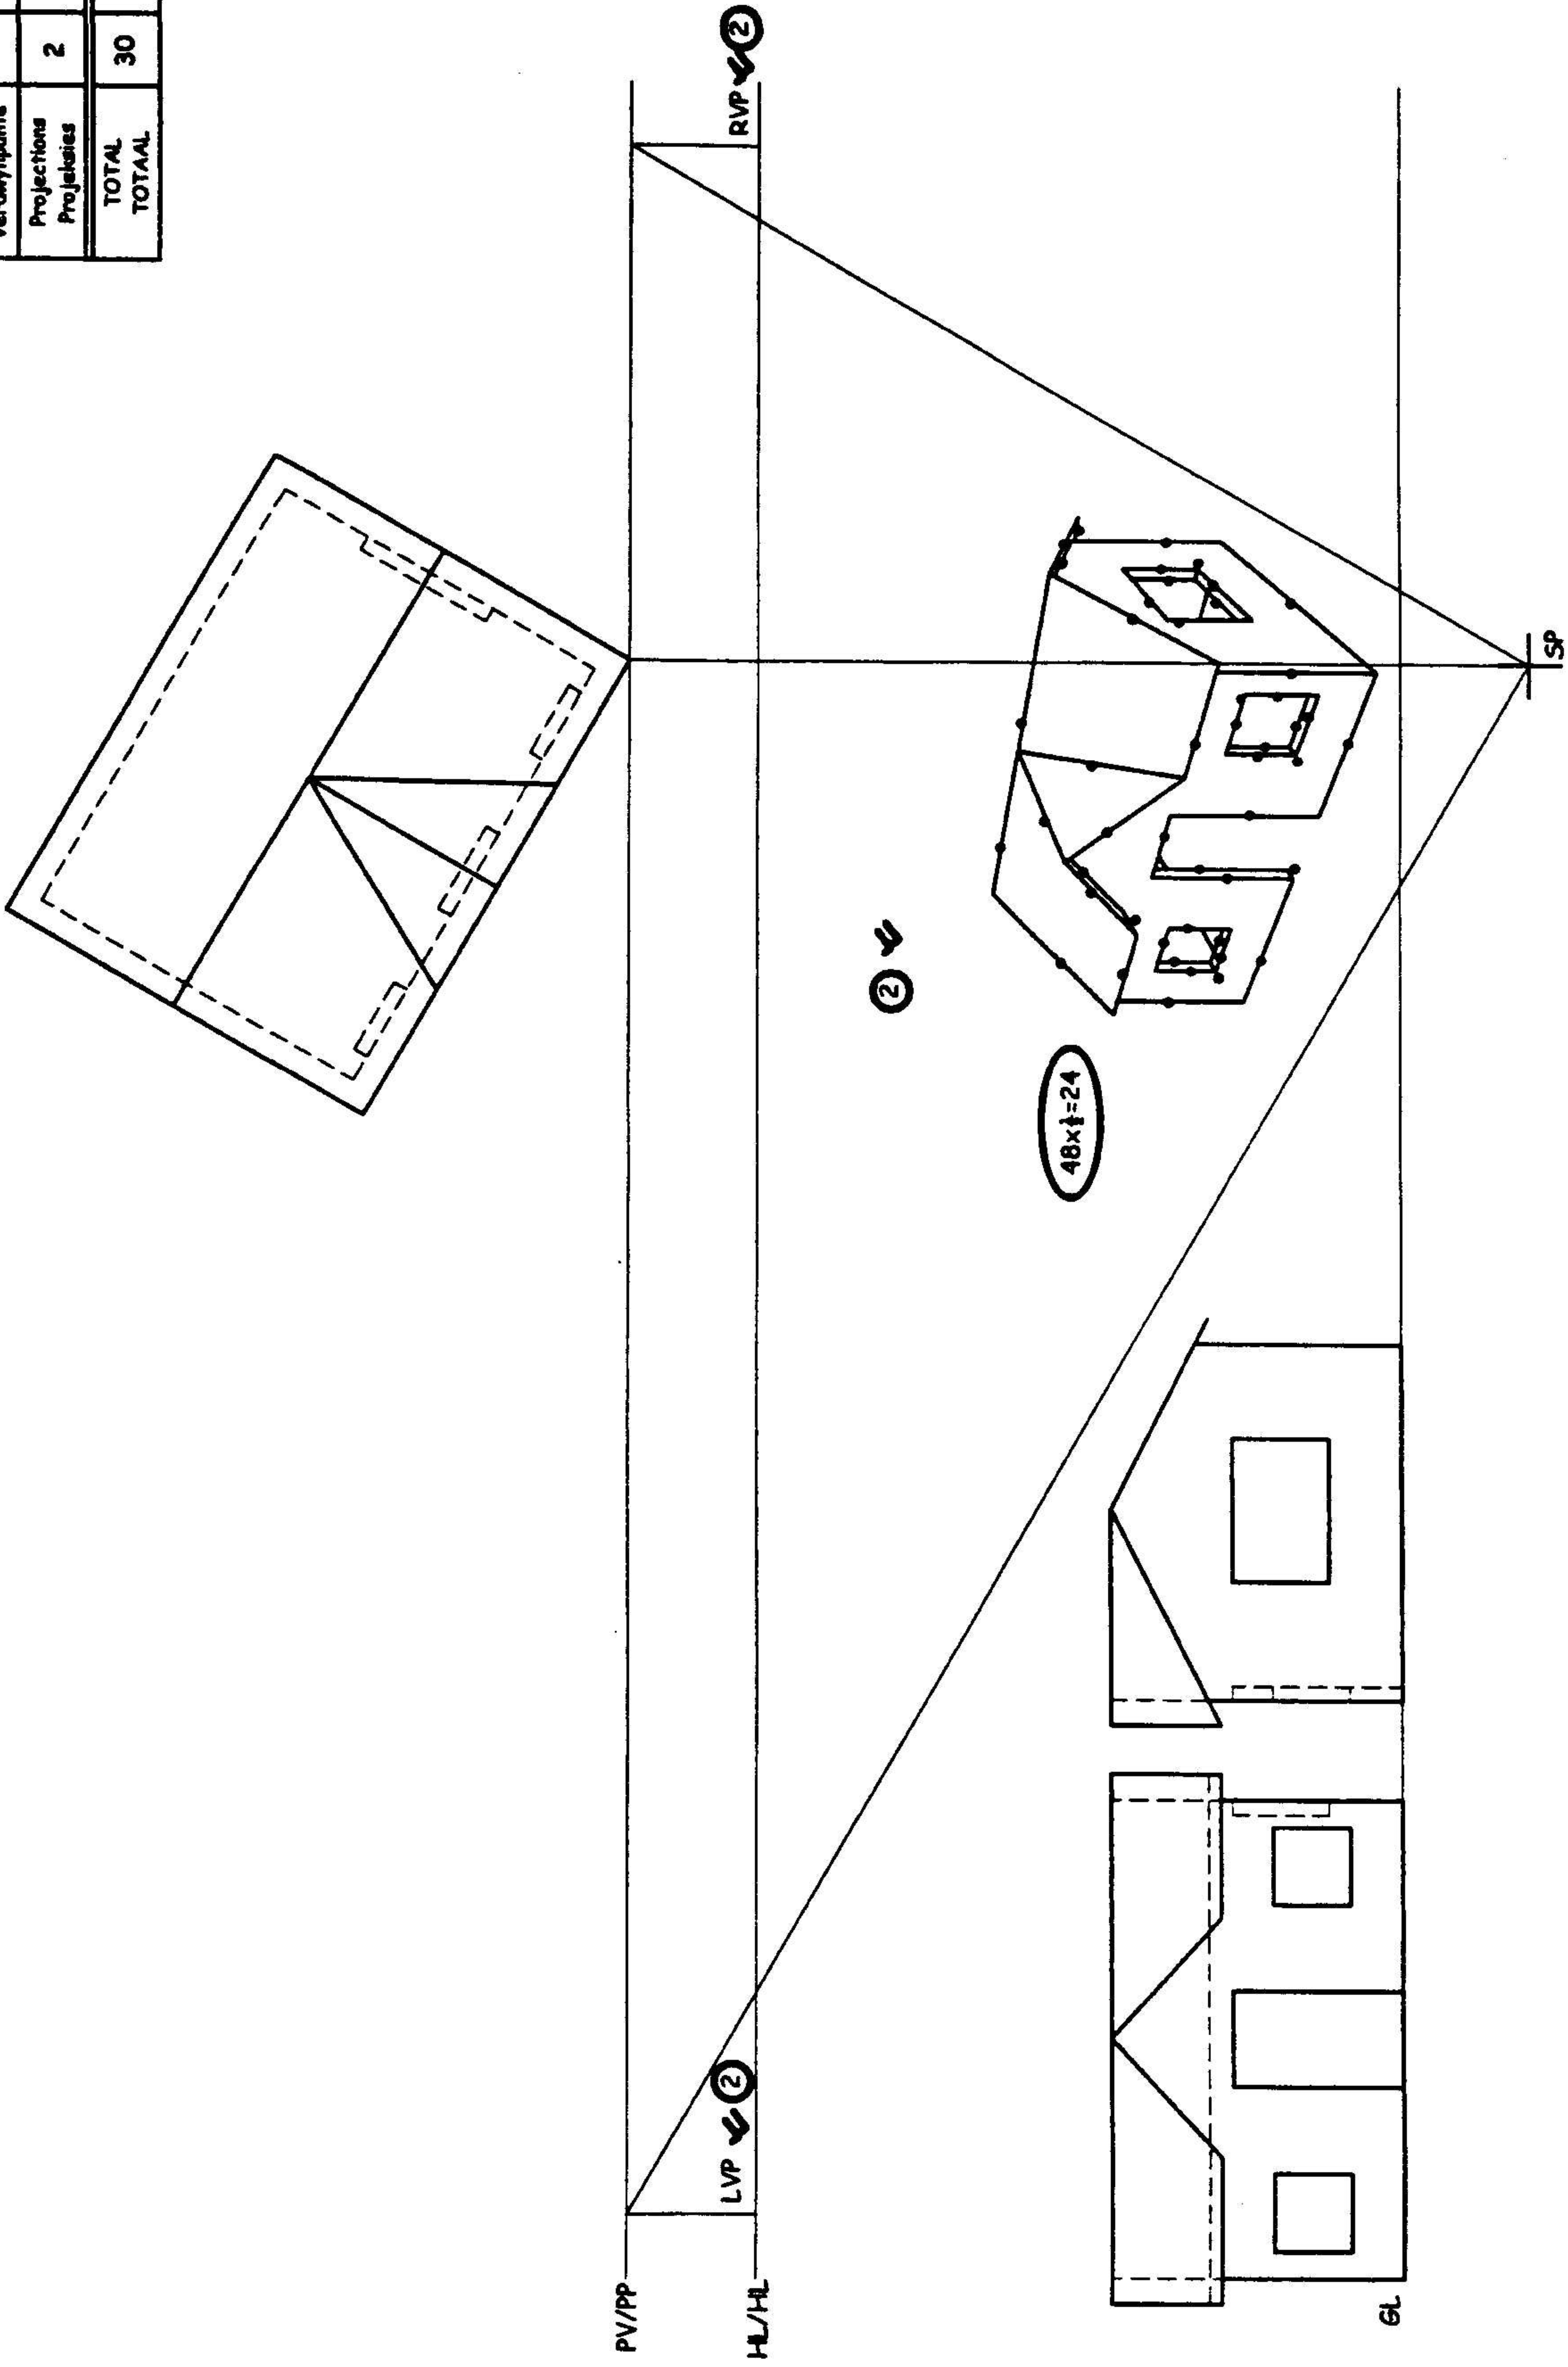 Projections
Projeksies
2
TOTAL
TOTAAL
30
PV/PP
HL/HL
LVP
2
RVP
2
2
48x½=24
GL
SP